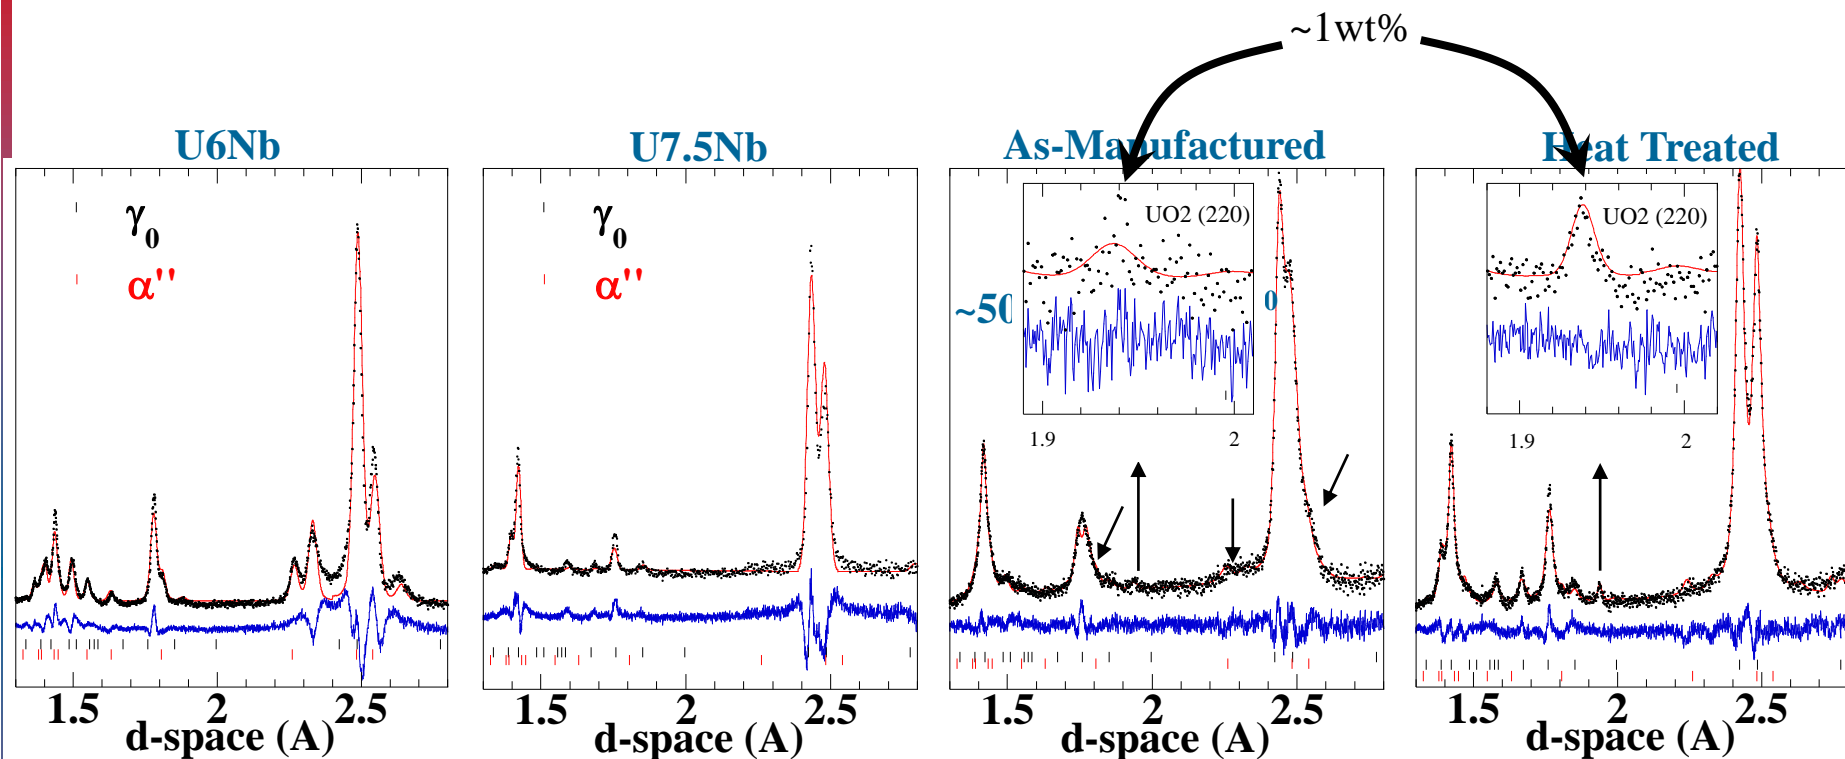 ~1wt%
U6Nb
U7.5Nb
As-Manufactured
Heat Treated
γ0
α''
γ0
α''
UO2 (220)
~50
0
1.9 2
UO2 (220)
1.9 2
1.5 2 2.5
d-space (A)
1.5 2 2.5
d-space (A)
1.5 2 2.5
d-space (A)
1.5 2 2.5
d-space (A)